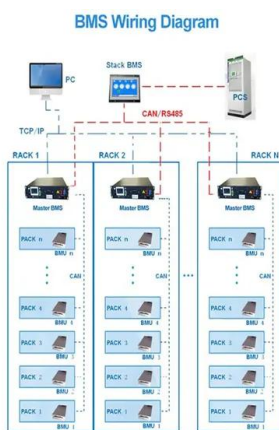 BMS Wiring Diagram
Stack BMS
PC
PCS
CAN/RS485
TCP/IP
RACK 1
RACK 2
RACK N
Master BMS
Master BMS
Master BMS
PACK n
PACK n
PACK n
BMU n
BMU n
BMU n
CAN
CAN
CAN
PACK 4
PACK 4
PACK 4
BMU 4
BMU 4
BMU 4
PACK 3
PACK 3
PACK 3
BMU 3
BMU 3
BMU 3
PACK 2
PACK 2
PACK 2
BMU 2
BMU 2
BMU 2
PACK 1
PACK 1
PACK 1
BMU 1
BMU 1
BMU 1